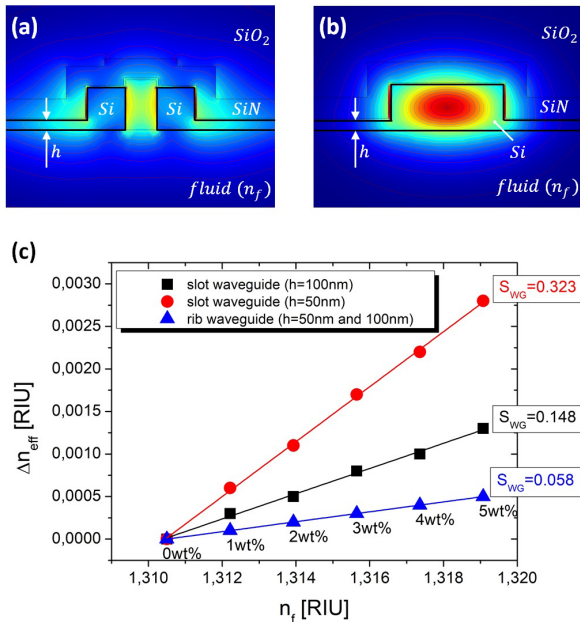 (a)
SiO2
Si
Si
SiN
h
fluid (nf)
(b)
SiO2
SiN
Si
h
fluid (nf)
(c)
0,0030
0,0025
0,0020
0,0015
0,0010
0,0005
0,0000
Δneff [RIU]
slot waveguide (h=100nm)
slot waveguide (h=50nm)
rib waveguide (h=50nm and 100nm)
SWG=0.323
SWG=0.148
SWG=0.058
0wt%
1wt%
2wt%
3wt%
4wt%
5wt%
1,310 1,312 1,314 1,316 1,318 1,320
nf [RIU]